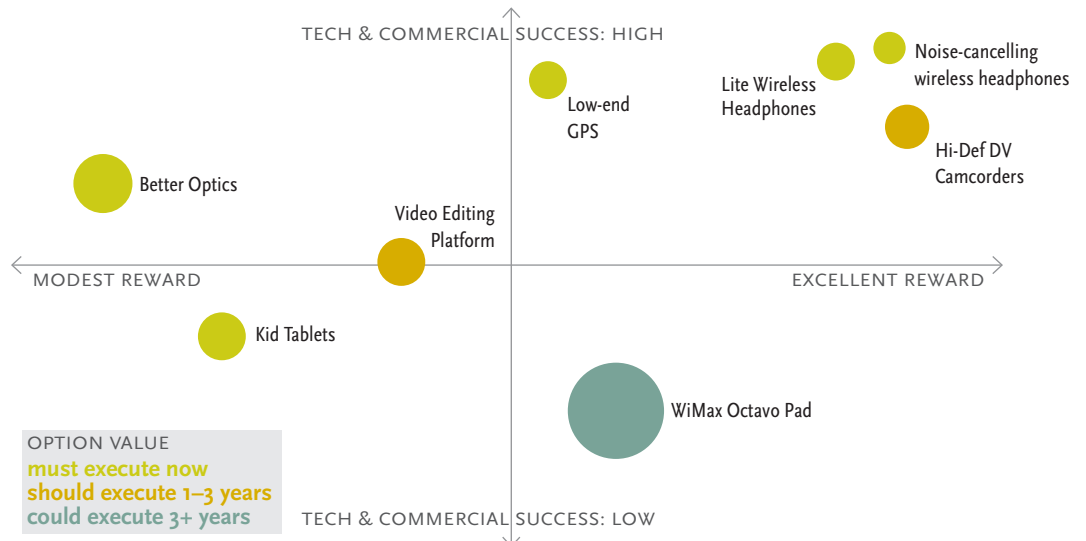 TECH & COMMERCIAL SUCCESS: HIGH
Noise-cancelling
wireless headphones
Lite Wireless
Headphones
Low-end
GPS
Hi-Def DV
Camcorders
Better Optics
Video Editing
Platform
MODEST REWARD
EXCELLENT REWARD
Kid Tablets
WiMax Octavo Pad
OPTION VALUE
must execute now
should execute 1–3 years
could execute 3+ years
TECH & COMMERCIAL SUCCESS: LOW